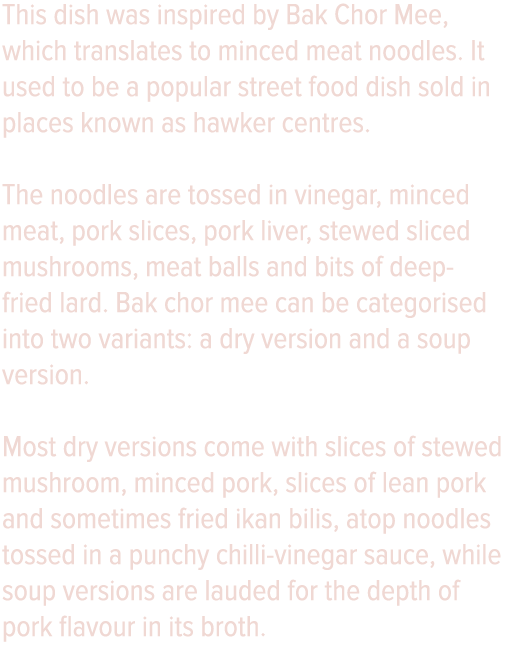 This dish was inspired by Bak Chor Mee,
which translates to minced meat noodles. It
used to be a popular street food dish sold in
places known as hawker centres.

The noodles are tossed in vinegar, minced
meat, pork slices, pork liver, stewed sliced
mushrooms, meat balls and bits of deep-
fried lard. Bak chor mee can be categorised
into two variants: a dry version and a soup
version.

Most dry versions come with slices of stewed
mushroom, minced pork, slices of lean pork
and sometimes fried ikan bilis, atop noodles
tossed in a punchy chilli-vinegar sauce, while
soup versions are lauded for the depth of
pork flavour in its broth.